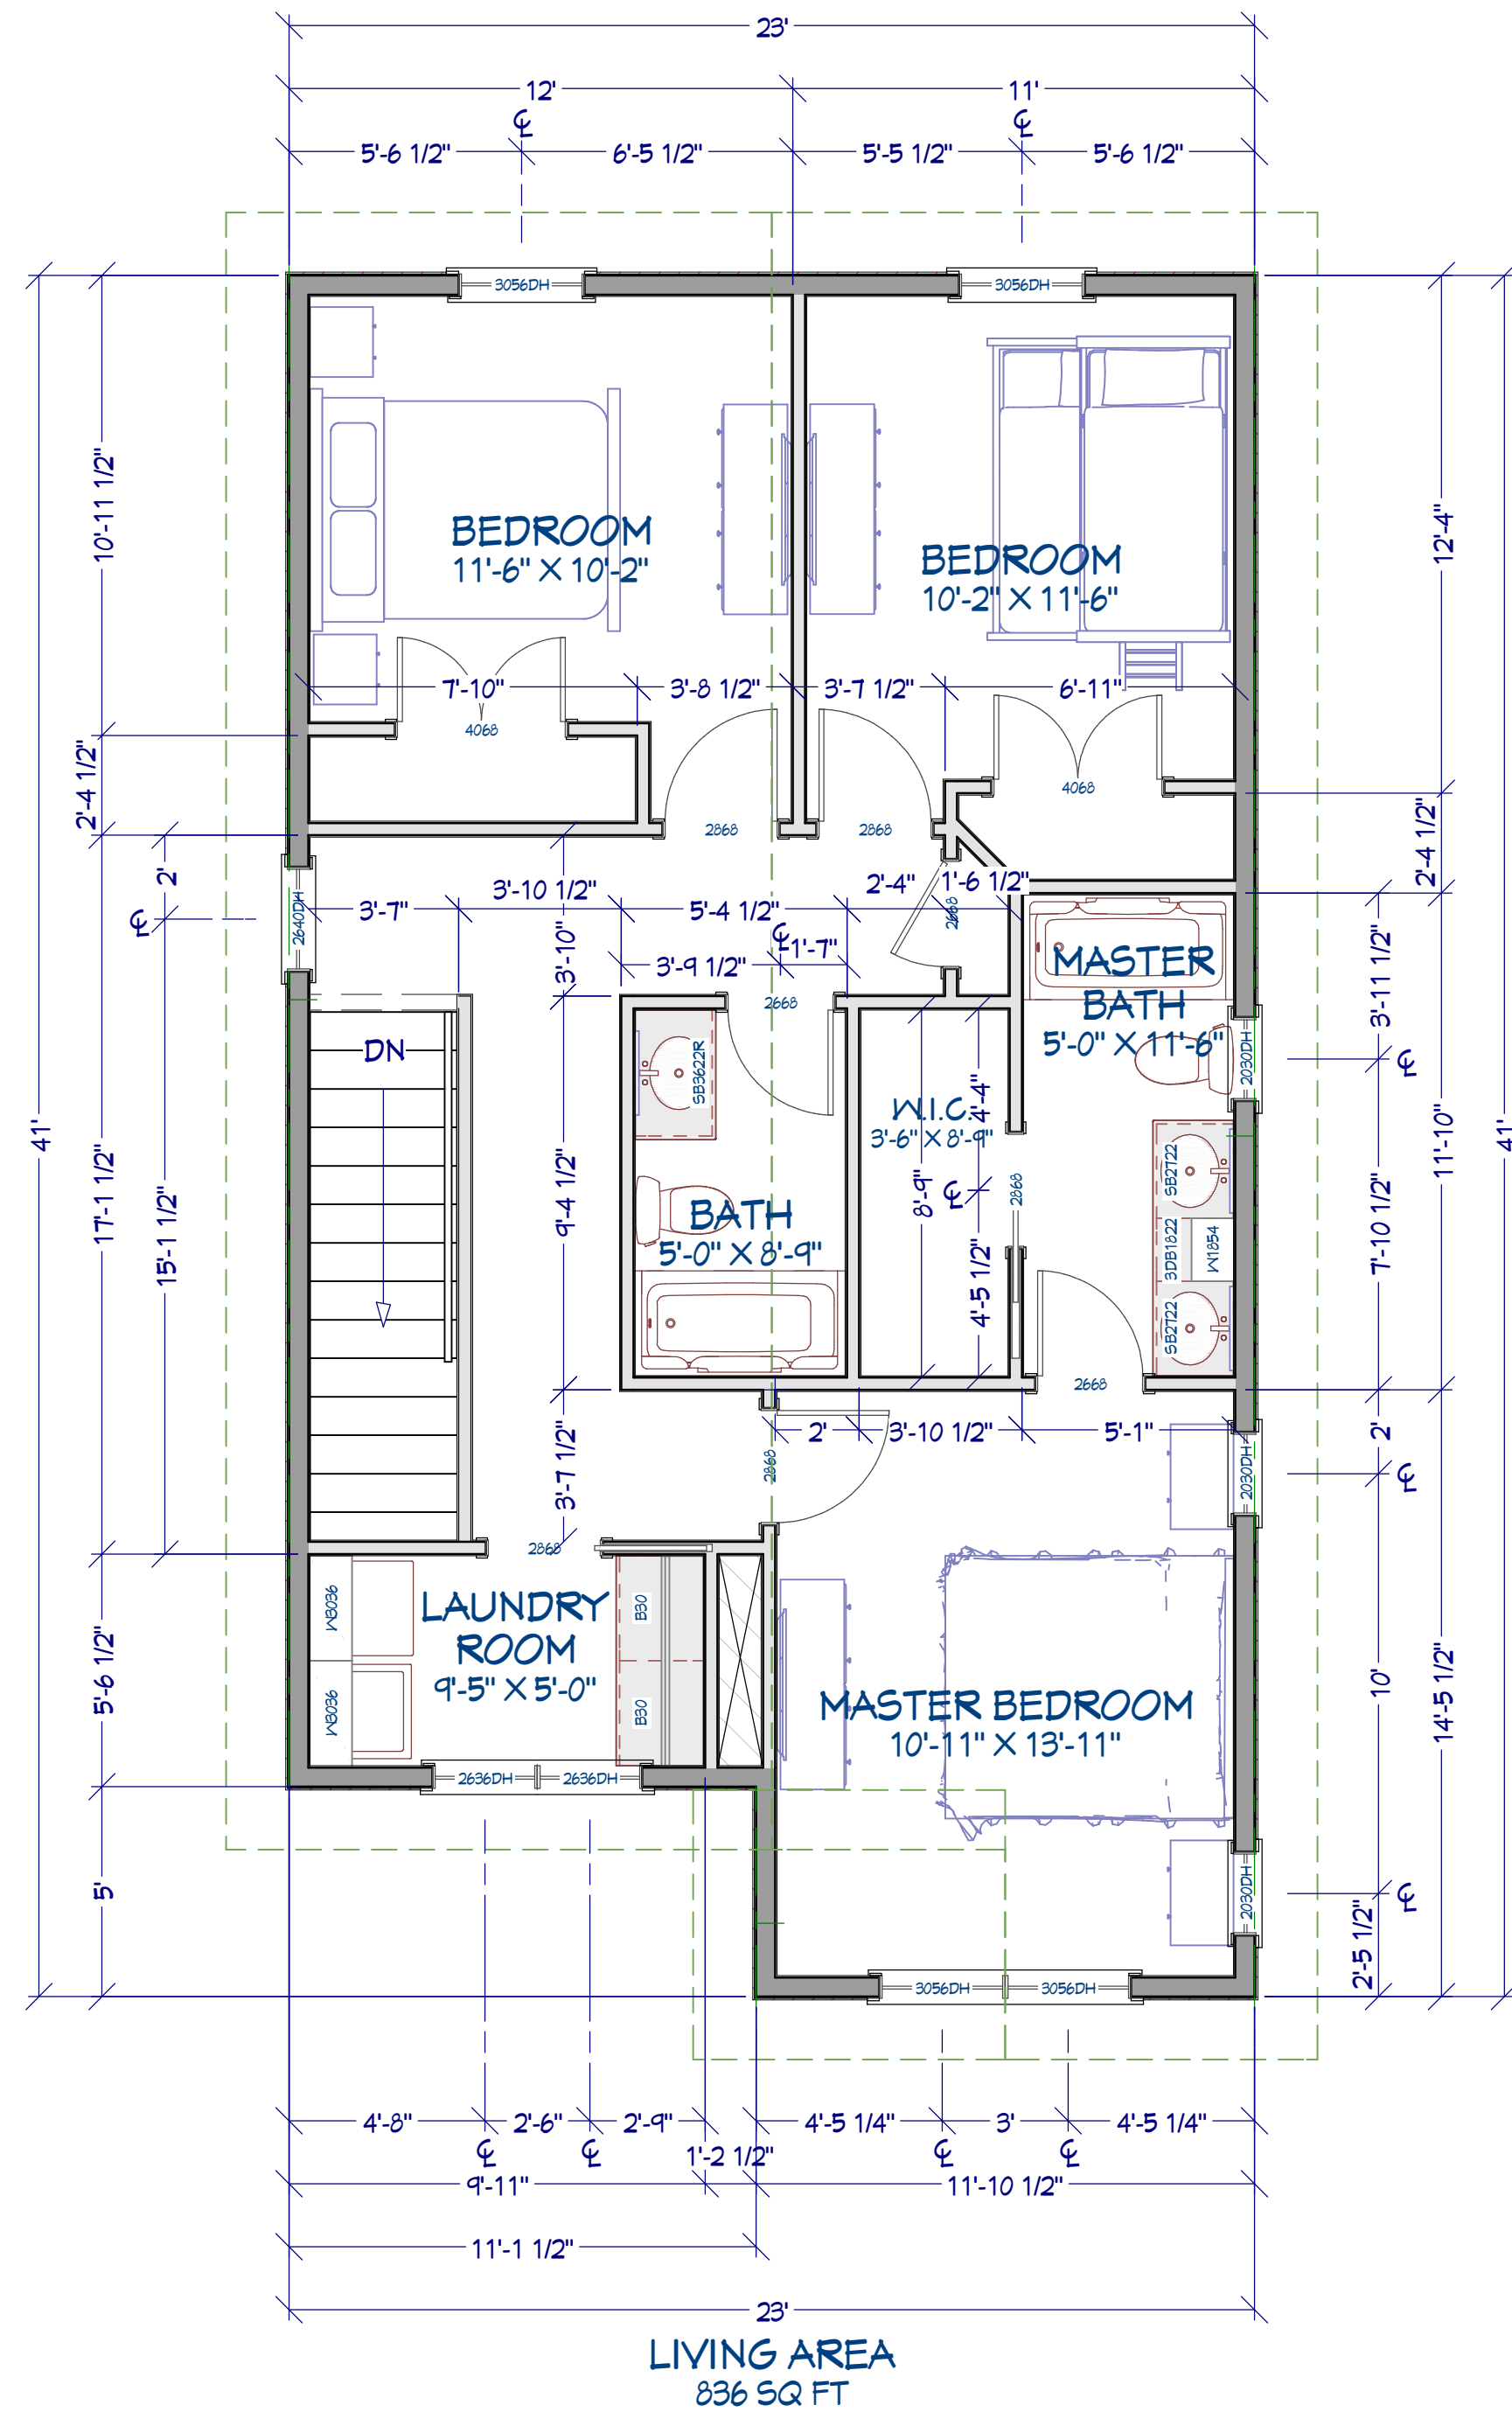 23'
12'
11'
℄
℄
5'-6 1/2"
6'-5 1/2"
5'-5 1/2"
5'-6 1/2"
3056DH
3056DH
BEDROOM
11'-6" X 10'-2"
BEDROOM
10'-2" X 11'-6"
10'-11 1/2"
12'-4"
7'-10"
3'-8 1/2"
3'-7 1/2"
6'-11"
4068
4068
2'-4 1/2"
2'-4 1/2"
2868
2868
2'
℄
2640DH
3'-7"
3'-10 1/2"
3'-10"
5'-4 1/2"
2'-4"
1'-6 1/2"
2668
℄
3'-9 1/2"
1'-7"
2668
MASTER
BATH
5'-0" X 11'-6"
2030DH
3'-11 1/2"
℄
DN
SB3622R
W.I.C.
3'-6" X 8'-9"
4'-4"
8'-9"
℄
2868
4'-5 1/2"
SB2722
3DB1822
W1854
SB2722
41'
17'-1 1/2"
15'-1 1/2"
9'-4 1/2"
BATH
5'-0" X 8'-9"
7'-10 1/2"
11'-10"
41'
2668
2'
3'-10 1/2"
5'-1"
2868
3'-7 1/2"
2030DH
2'
℄
2868
LAUNDRY
ROOM
9'-5" X 5'-0"
W3036
W3036
B30
B30
5'-6 1/2"
MASTER BEDROOM
10'-11" X 13'-11"
10'
14'-5 1/2"
2636DH
2636DH
5'
2030DH
℄
2'-5 1/2"
3056DH
3056DH
4'-8"
2'-6"
2'-9"
4'-5 1/4"
3'
4'-5 1/4"
℄
℄
1'-2 1/2"
℄
℄
9'-11"
11'-10 1/2"
11'-1 1/2"
23'
LIVING AREA
836 SQ FT